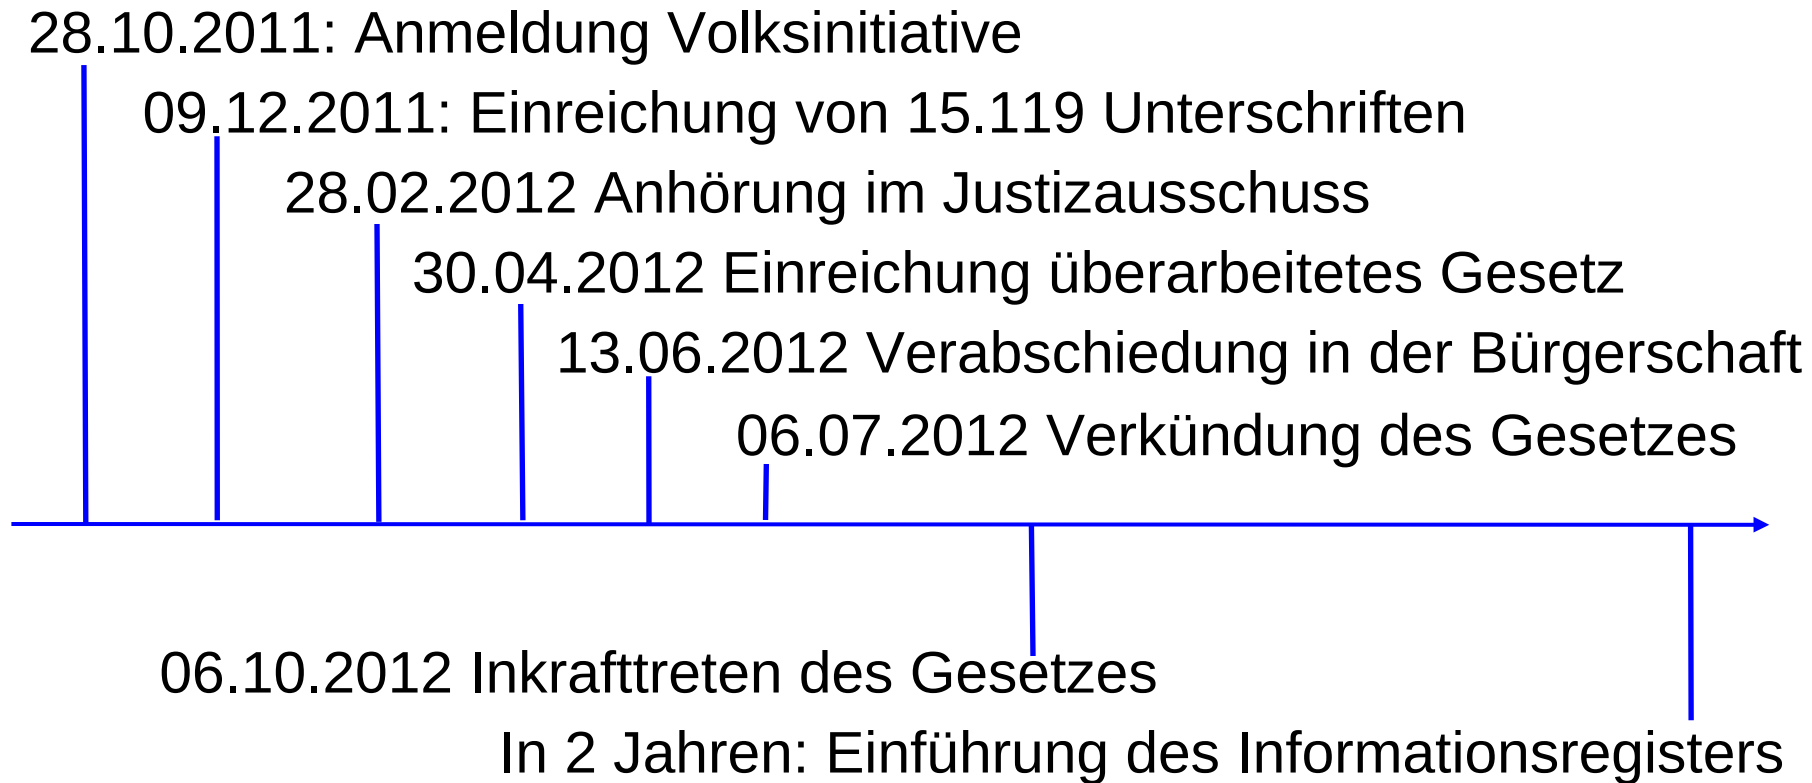 28.10.2011: Anmeldung Volksinitiative
09.12.2011: Einreichung von 15.119 Unterschriften
28.02.2012 Anhörung im Justizausschuss
30.04.2012 Einreichung überarbeitetes Gesetz
13.06.2012 Verabschiedung in der Bürgerschaft
06.07.2012 Verkündung des Gesetzes
06.10.2012 Inkrafttreten des Gesetzes
In 2 Jahren: Einführung des Informationsregisters